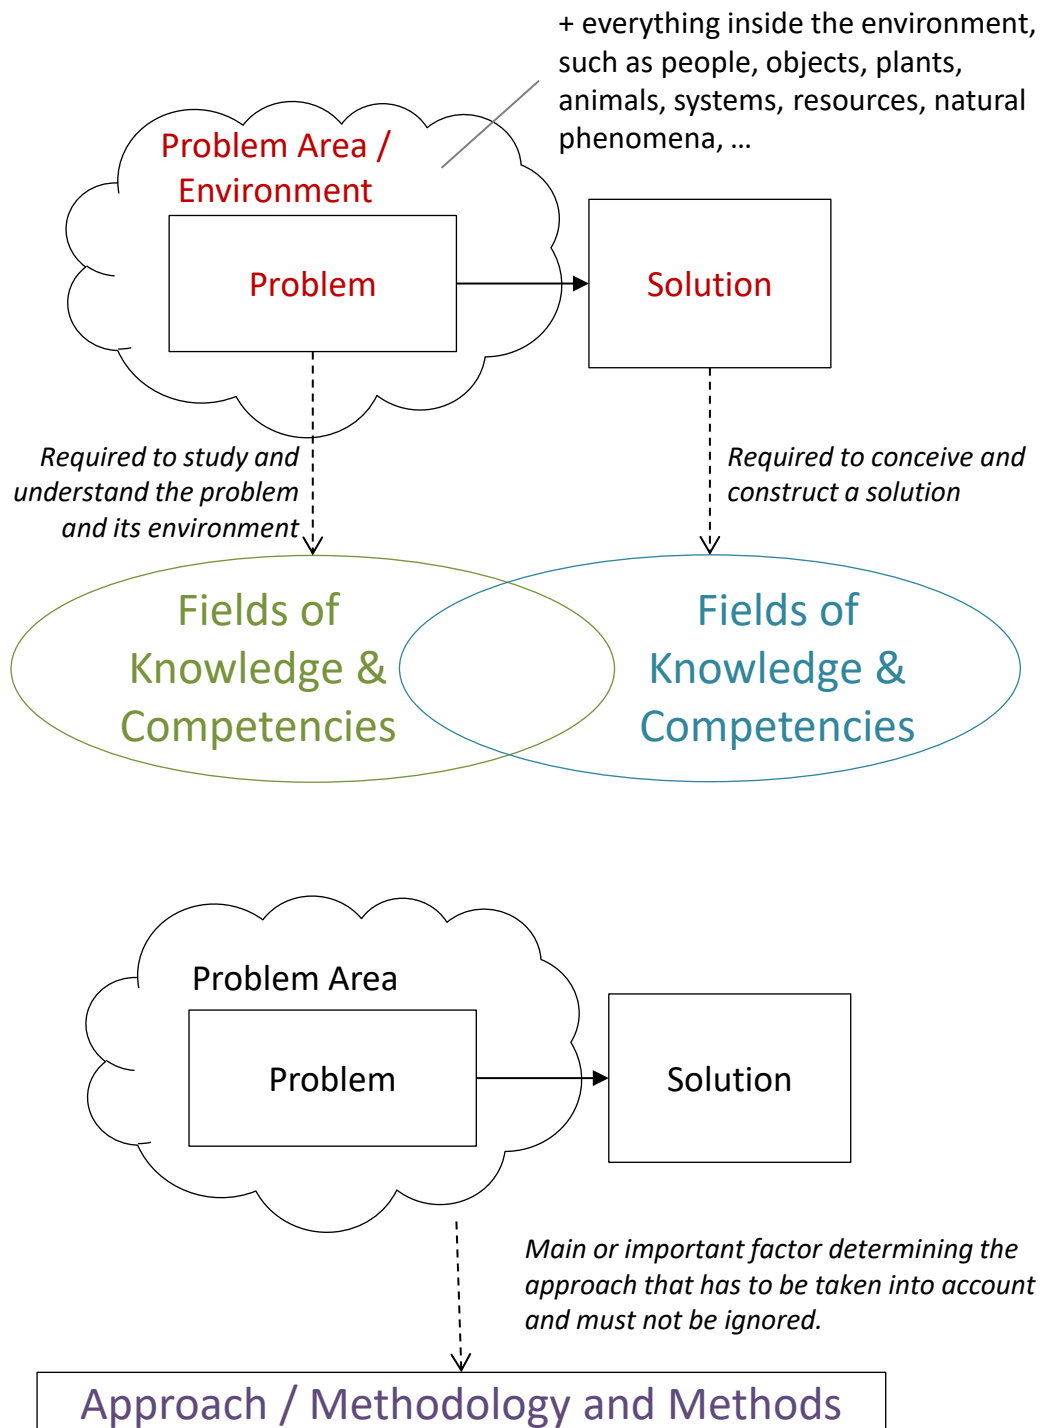 + everything inside the environment,
such as people, objects, plants,
animals, systems, resources, natural
phenomena, ...
Problem Area /
Environment
Problem
Solution
Required to study and
understand the problem
and its environment
Required to conceive and
construct a solution
Fields of
Knowledge &
Competencies
Fields of
Knowledge &
Competencies
Problem Area
Problem
Solution
Main or important factor determining the
approach that has to be taken into account
and must not be ignored.
Approach / Methodology and Methods